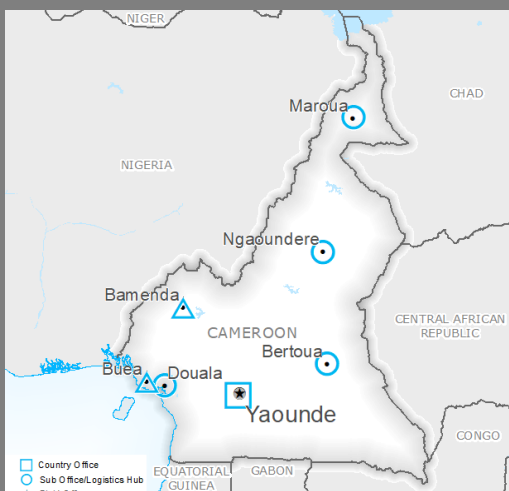 NIGER
CHAD
Maroua
NIGERIA
Ngaoundere
Bamenda
CAMEROON
CENTRAL AFRICAN
REPUBLIC
Bertoua
Buea
Douala
Yaounde
CONGO
EQUATORIAL
GUINEA
GABON
Country Office
Sub Office/Logistics Hub